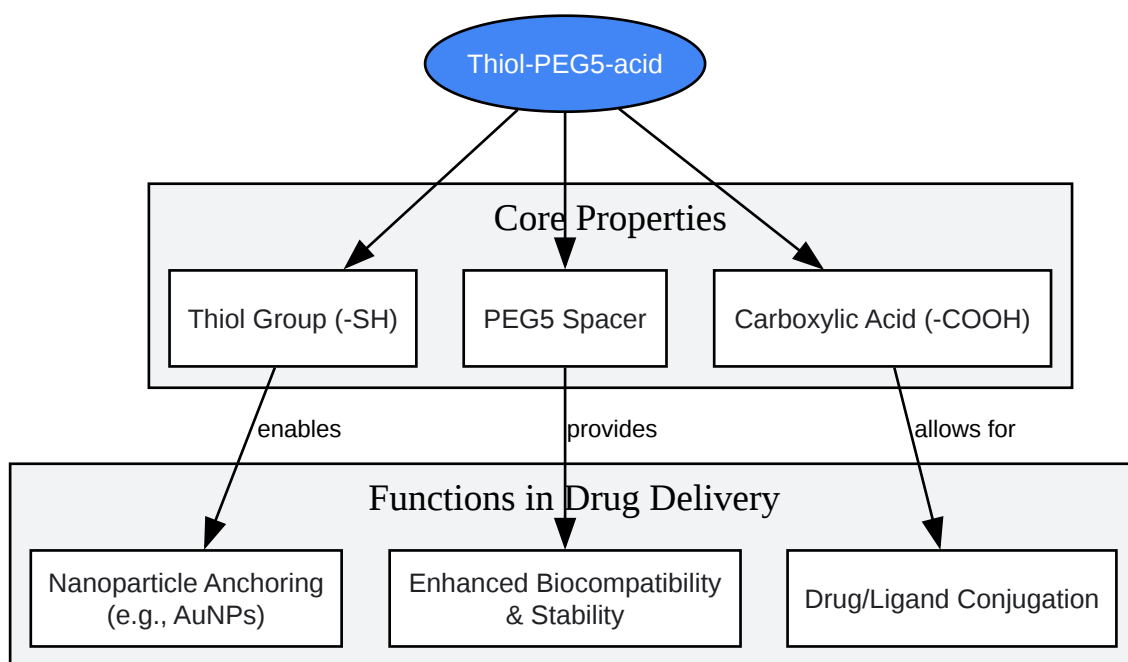 Thiol-PEG5-acid
Core Properties
Thiol Group (-SH)
PEG5 Spacer
Carboxylic Acid (-COOH)
enables
provides
allows for
Functions in Drug Delivery
Nanoparticle Anchoring
(e.g., AuNPs)
Enhanced Biocompatibility
& Stability
Drug/Ligand Conjugation